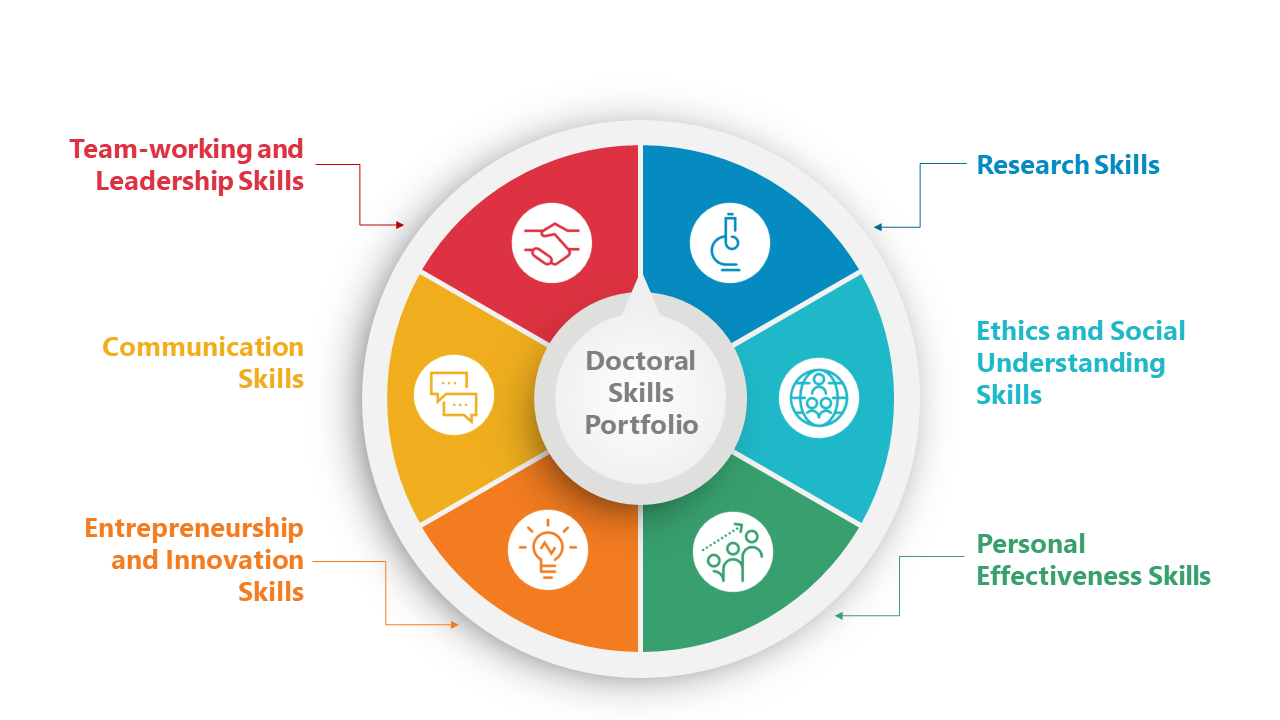 Team-working and
Leadership Skills
Research Skills
Communication
Skills
Doctoral
Skills
Portfolio
Ethics and Social
Understanding
Skills
Entrepreneurship
and Innovation
Skills
Personal
Effectiveness Skills